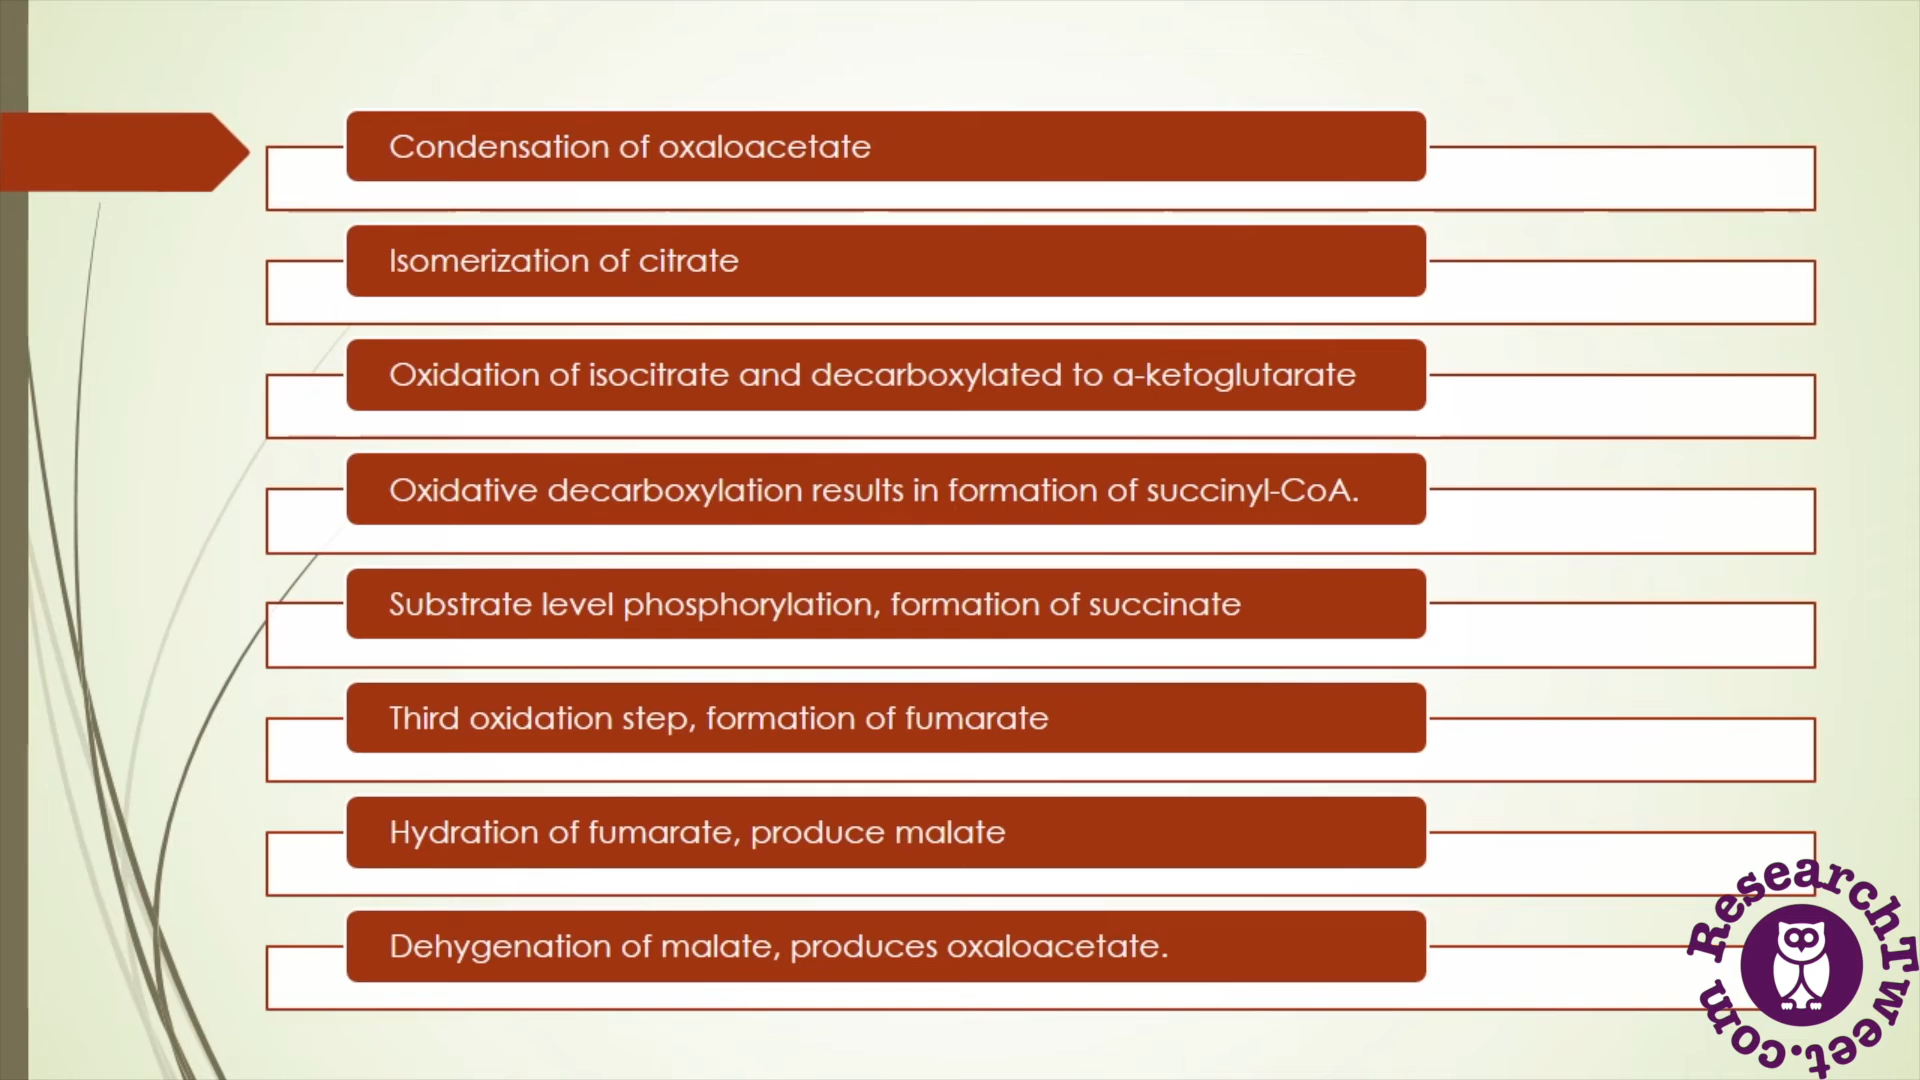 Condensation of oxaloacetate
Isomerization of citrate
Oxidation of isocitrate and decarboxylated to a-ketoglutarate
Oxidative decarboxylation results in formation of succinyl-CoA.
Substrate level phosphorylation, formation of succinate
Third oxidation step, formation of fumarate
Hydration of fumarate, produce malate
Dehygenation of malate, produces oxaloacetate.
ResearchTweet.com